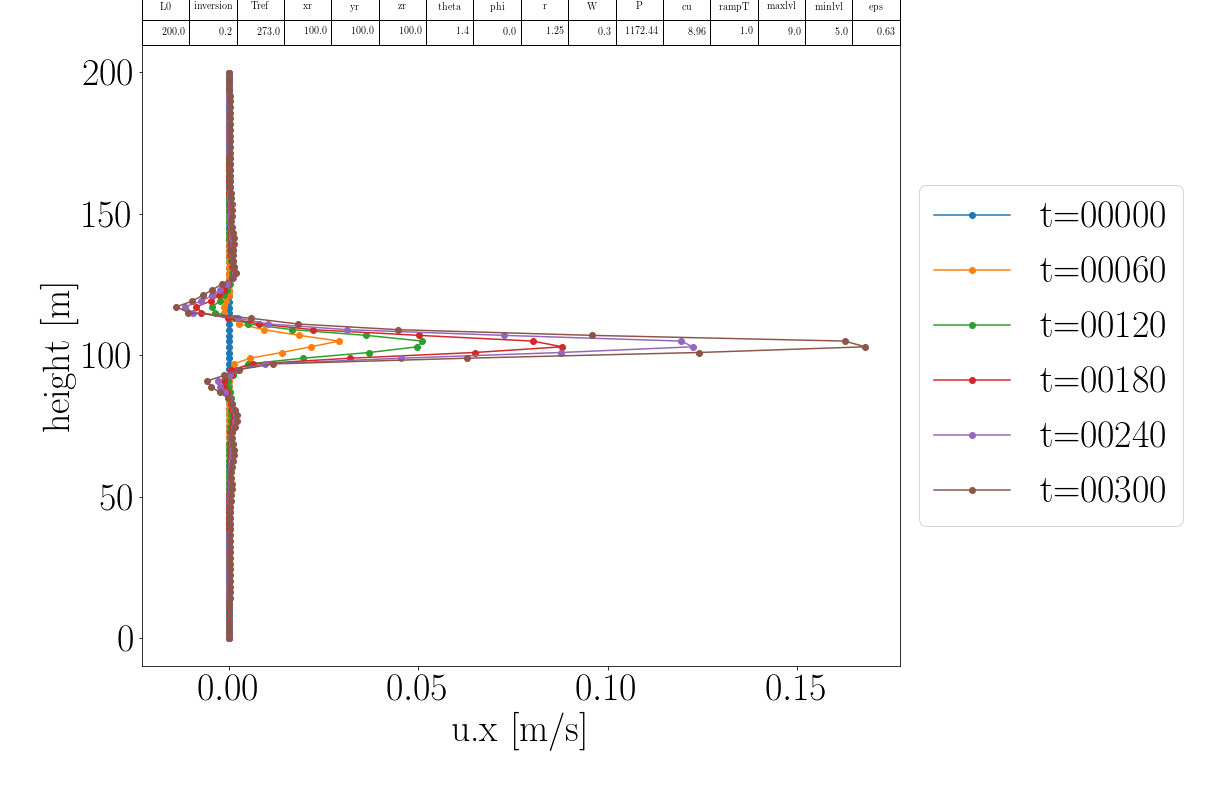 L0 inversion Tref xr yr zr theta phi r W P cu rampT maxlvl minlvl eps
200.0 0.2 273.0 100.0 100.0 100.0 1.4 0.0 1.25 0.3 1172.44 8.96 1.0 9.0 5.0 0.63
200
150
100
50
0
height [m]
0.00 0.05 0.10 0.15
u.x [m/s]
t=00000
t=00060
t=00120
t=00180
t=00240
t=00300